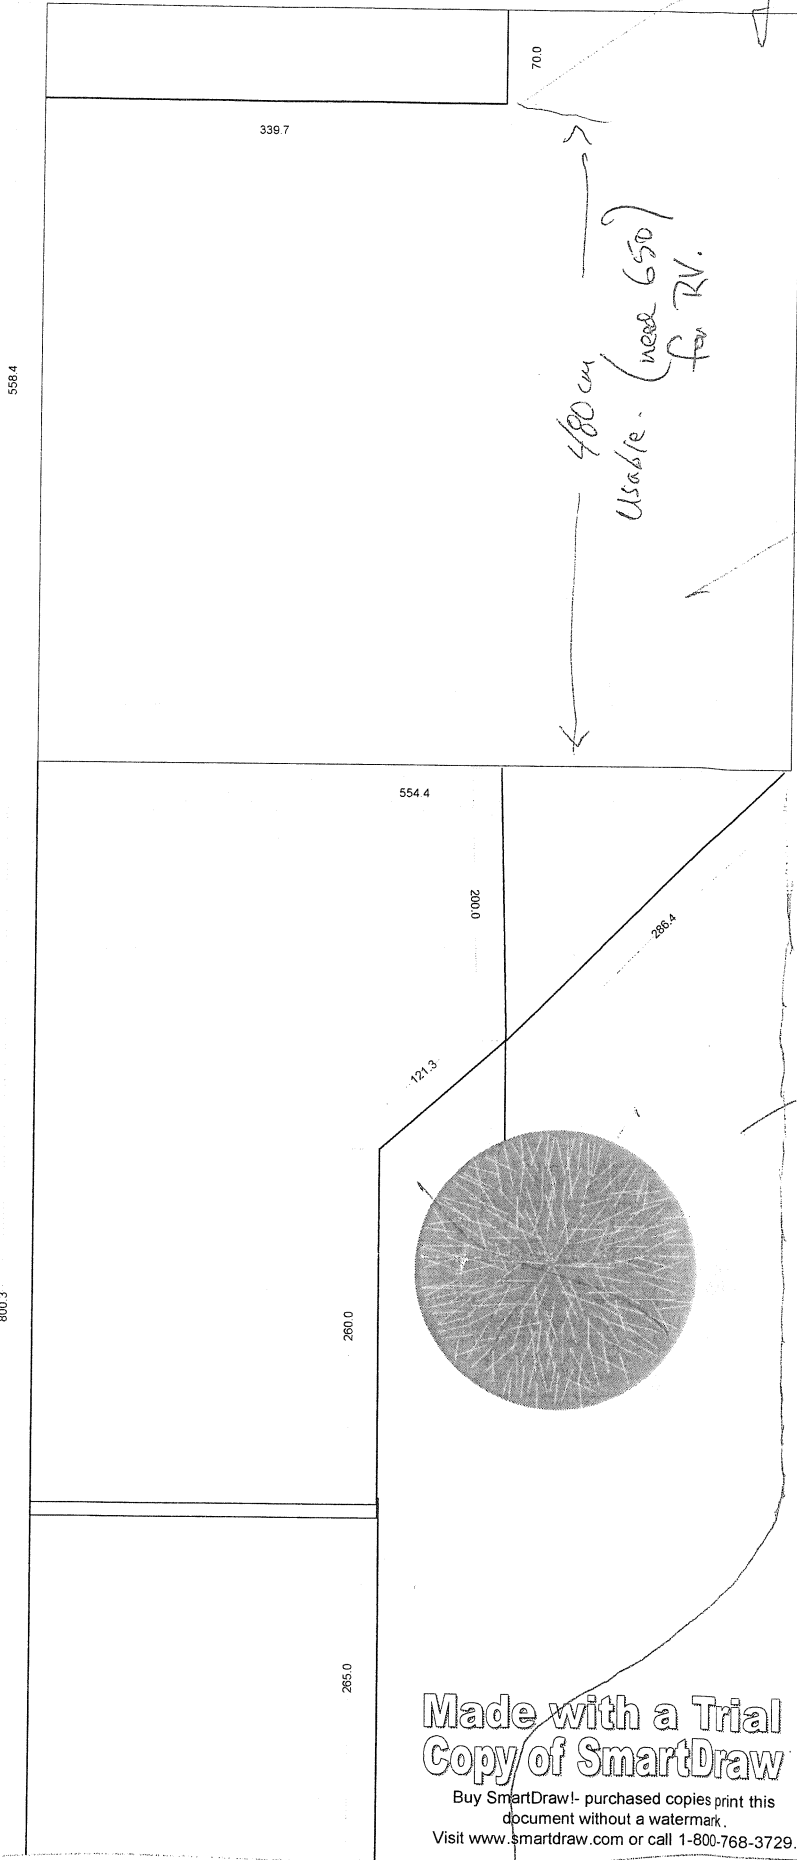 70.0
339.7
558.4
480cm
Usable. (need 650)
for RV.
554.4
200.0
286.4
121.3
800.3
260.0
265.0
Made with a Trial
Copy of SmartDraw
Buy SmartDraw!- purchased copies print this
document without a watermark.
Visit www.smartdraw.com or call 1-800-768-3729.